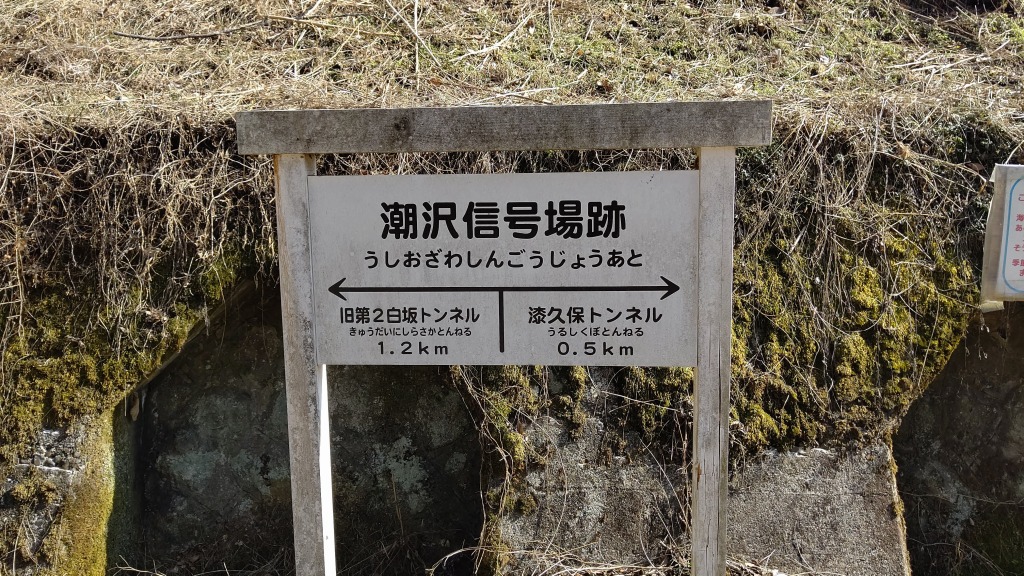 潮沢信号場跡
うしおざわしんごうじょうあと
旧第2白坂トンネル
きゅうだいにしらさかとんねる
1.2km
漆久保トンネル
うるしくぼとんねる
0.5km